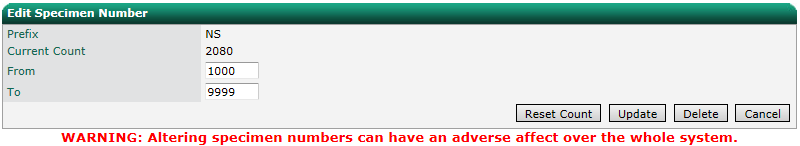 Edit Specimen Number
Prefix NS
Current Count 2080
From 1000
To 9999
Reset Count Update Delete Cancel
WARNING: Altering specimen numbers can have an adverse affect over the whole system.